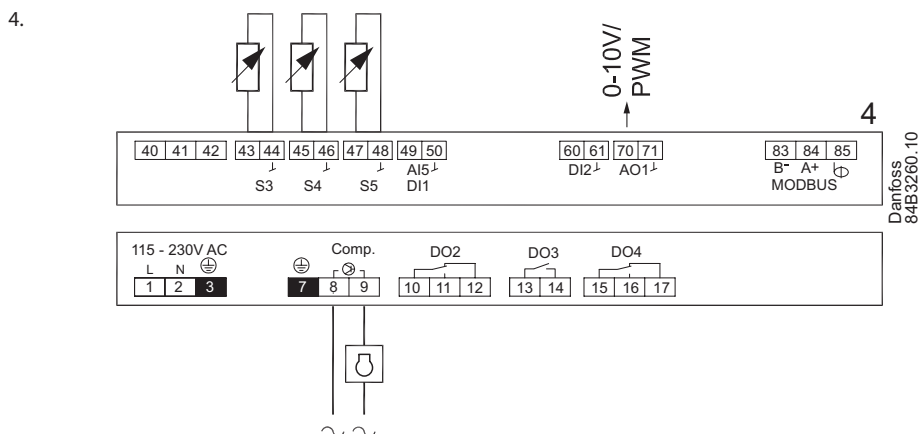 4.
0-10V/
PWM
4
40 41 42 43 44 45 46 47 48 49 50 60 61 70 71 83 84 85
S3 S4 S5 AI5 DI2 AO1 B- A+
DI1 MODBUS
Danfoss
84B3260.10
115 - 230V AC Comp. DO2 DO3 DO4
L N
1 2 3 7 8 9 10 11 12 13 14 15 16 17